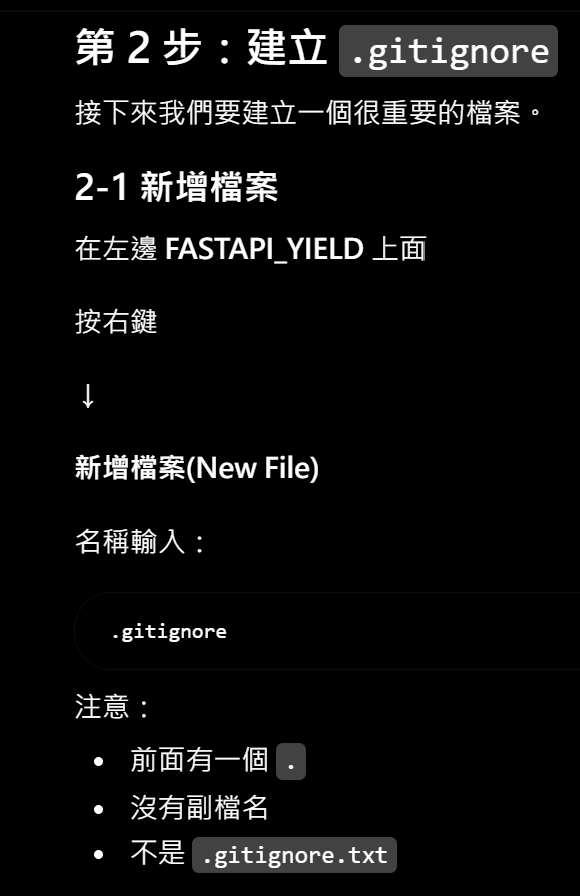 第 2 步：建立 .gitignore
接下來我們要建立一個很重要的檔案。
2-1 新增檔案
在左邊 FASTAPI_YIELD 上面
按右鍵
↓
新增檔案(New File)
名稱輸入：
.gitignore
注意：
• 前面有一個 .
• 沒有副檔名
• 不是 .gitignore.txt